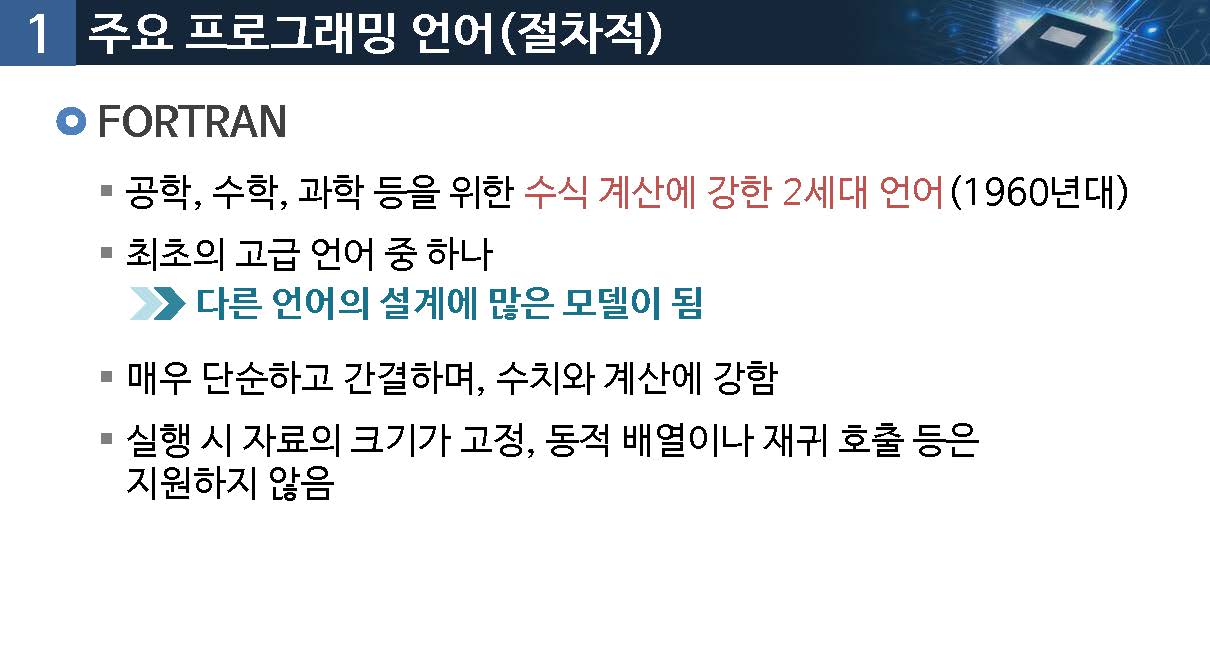 1 주요 프로그래밍 언어(절차적)
FORTRAN
공학, 수학, 과학 등을 위한 수식 계산에 강한 2세대 언어(1960년대)
최초의 고급 언어 중 하나
다른 언어의 설계에 많은 모델이 됨
매우 단순하고 간결하며, 수치와 계산에 강함
실행 시 자료의 크기가 고정, 동적 배열이나 재귀 호출 등은
지원하지 않음